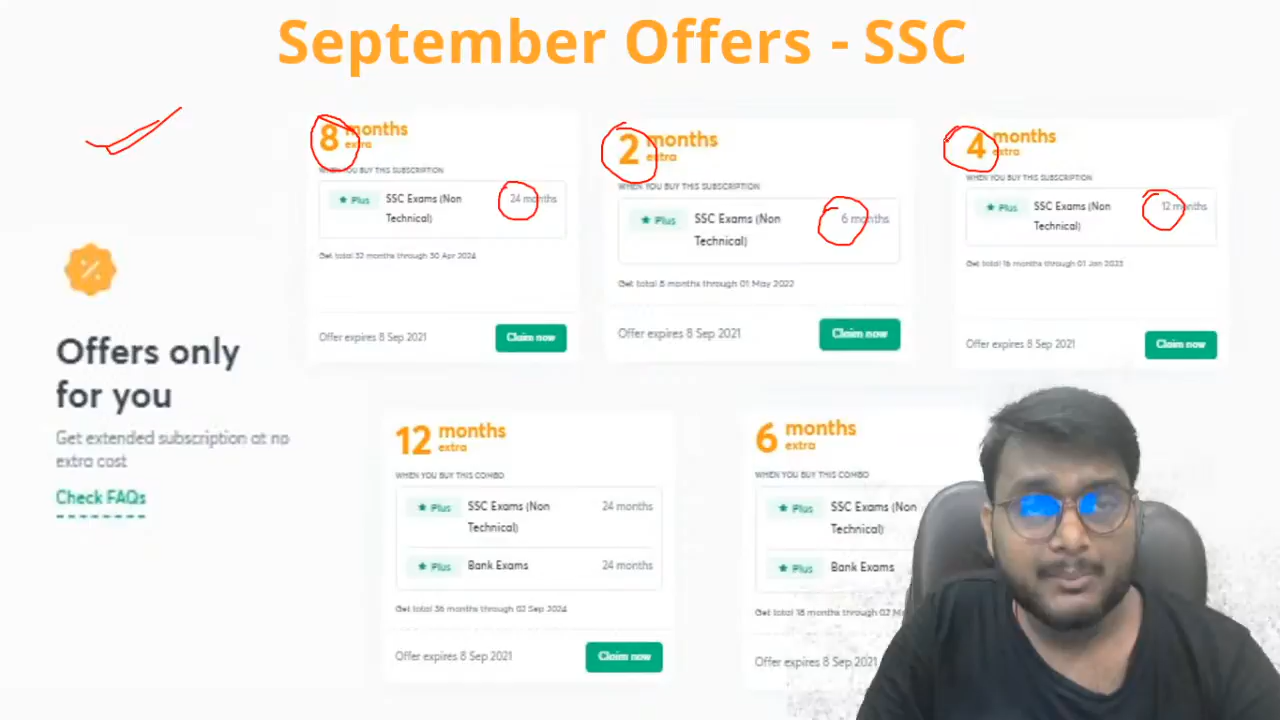 September Offers - SSC
8 months
extra
WHEN YOU BUY THIS SUBSCRIPTION
Plus SSC Exams (Non 24 months
Technical)
Get total 32 months through 30 Apr 2024
Offer expires 8 Sep 2021 Claim now
2 months
extra
WHEN YOU BUY THIS SUBSCRIPTION
Plus SSC Exams (Non 6 months
Technical)
Get total 8 months through 01 May 2022
Offer expires 8 Sep 2021 Claim now
4 months
extra
WHEN YOU BUY THIS SUBSCRIPTION
Plus SSC Exams (Non 12 months
Technical)
Get total 16 months through 01 Jan 2023
Offer expires 8 Sep 2021 Claim now
Offers only
for you
Get extended subscription at no
extra cost
Check FAQs
12 months
extra
WHEN YOU BUY THIS COMBO
Plus SSC Exams (Non 24 months
Technical)
Plus Bank Exams 24 months
Get total 36 months through 02 Sep 2024
Offer expires 8 Sep 2021 Claim now
6 months
extra
WHEN YOU BUY THIS COMBO
Plus SSC Exams (Non
Technical)
Plus Bank Exams
Get total 18 months through 02
Offer expires 8 Sep 2021